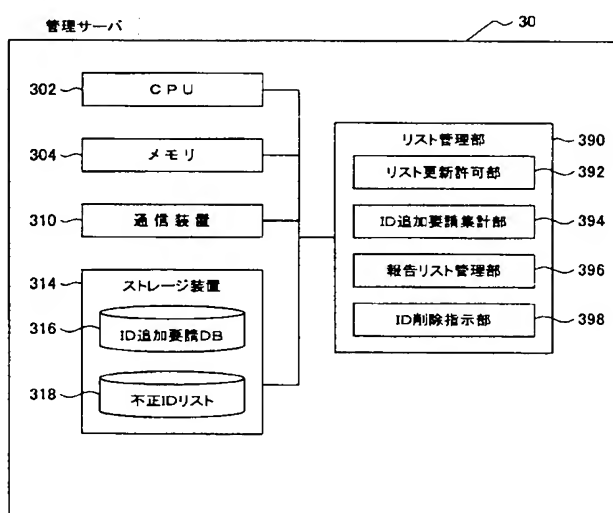 管理サーバ
30
302
CPU
304
メモリ
310
通信装置
314
ストレージ装置
316
ID追加要請DB
318
不正IDリスト
リスト管理部
390
リスト更新許可部
392
ID追加要請集計部
394
報告リスト管理部
396
ID削除指示部
398